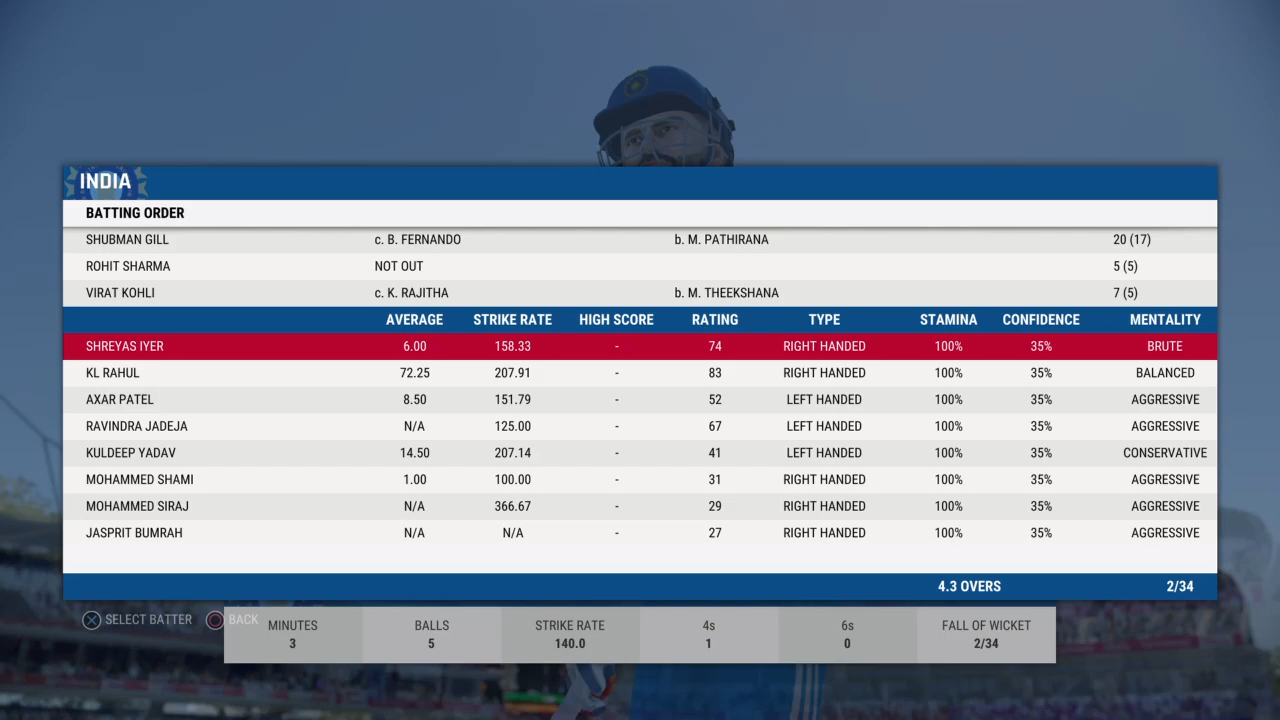 INDIA
BATTING ORDER
SHUBMAN GILL c. B. FERNANDO b. M. PATHIRANA 20 (17)
ROHIT SHARMA NOT OUT 5 (5)
VIRAT KOHLI c. K. RAJITHA b. M. THEEKSHANA 7 (5)
AVERAGE STRIKE RATE HIGH SCORE RATING TYPE STAMINA CONFIDENCE MENTALITY
SHREYAS IYER 6.00 158.33 - 74 RIGHT HANDED 100% 35% BRUTE
KL RAHUL 72.25 207.91 - 83 RIGHT HANDED 100% 35% BALANCED
AXAR PATEL 8.50 151.79 - 52 LEFT HANDED 100% 35% AGGRESSIVE
RAVINDRA JADEJA N/A 125.00 - 67 LEFT HANDED 100% 35% AGGRESSIVE
KULDEEP YADAV 14.50 207.14 - 41 LEFT HANDED 100% 35% CONSERVATIVE
MOHAMMED SHAMI 1.00 100.00 - 31 RIGHT HANDED 100% 35% AGGRESSIVE
MOHAMMED SIRAJ N/A 366.67 - 29 RIGHT HANDED 100% 35% AGGRESSIVE
JASPRIT BUMRAH N/A N/A - 27 RIGHT HANDED 100% 35% AGGRESSIVE
4.3 OVERS 2/34
SELECT BATTER BACK
MINUTES BALLS STRIKE RATE 4s 6s FALL OF WICKET
3 5 140.0 1 0 2/34